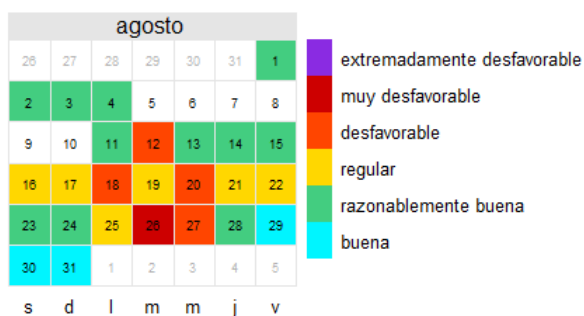 agosto
26 27 28 29 30 31 1
2 3 4 5 6 7 8
9 10 11 12 13 14 15
16 17 18 19 20 21 22
23 24 25 26 27 28 29
30 31 1 2 3 4 5
s d l m m j v
extremadamente desfavorable
muy desfavorable
desfavorable
regular
razonablemente buena
buena